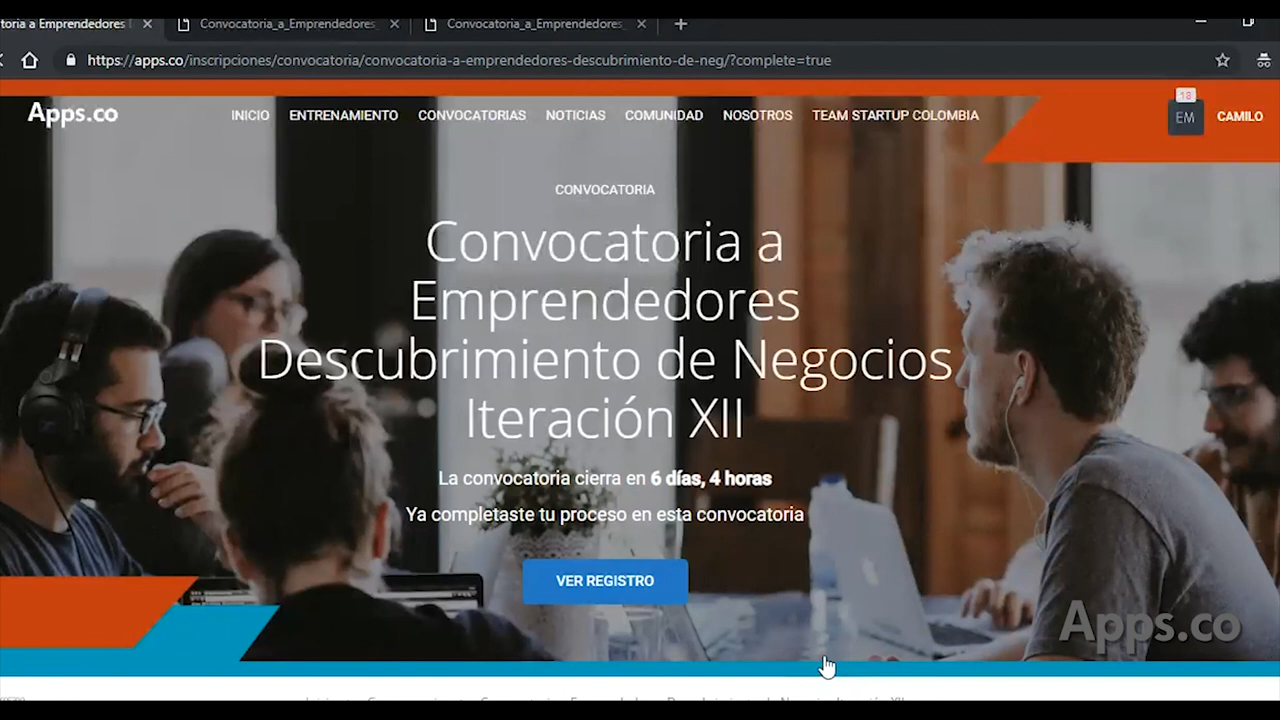 toria a Emprendedores
Convocatoria_a_Emprendedores_
Convocatoria_a_Emprendedores_
https://apps.co/inscripciones/convocatoria/convocatoria-a-emprendedores-descubrimiento-de-neg/?complete=true
Apps.co
INICIO ENTRENAMIENTO CONVOCATORIAS NOTICIAS COMUNIDAD NOSOTROS TEAM STARTUP COLOMBIA
18
EM
CAMILO
CONVOCATORIA
Convocatoria a
Emprendedores
Descubrimiento de Negocios
Iteración XII
La convocatoria cierra en 6 días, 4 horas
Ya completaste tu proceso en esta convocatoria
VER REGISTRO
Apps.co